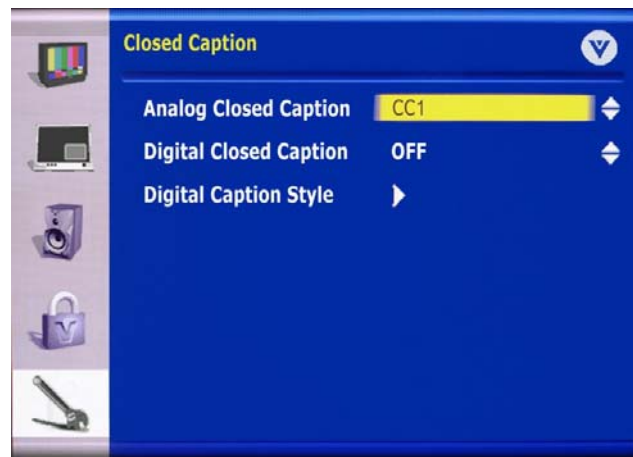 Closed Caption
Analog Closed Caption CC1
Digital Closed Caption OFF
Digital Caption Style